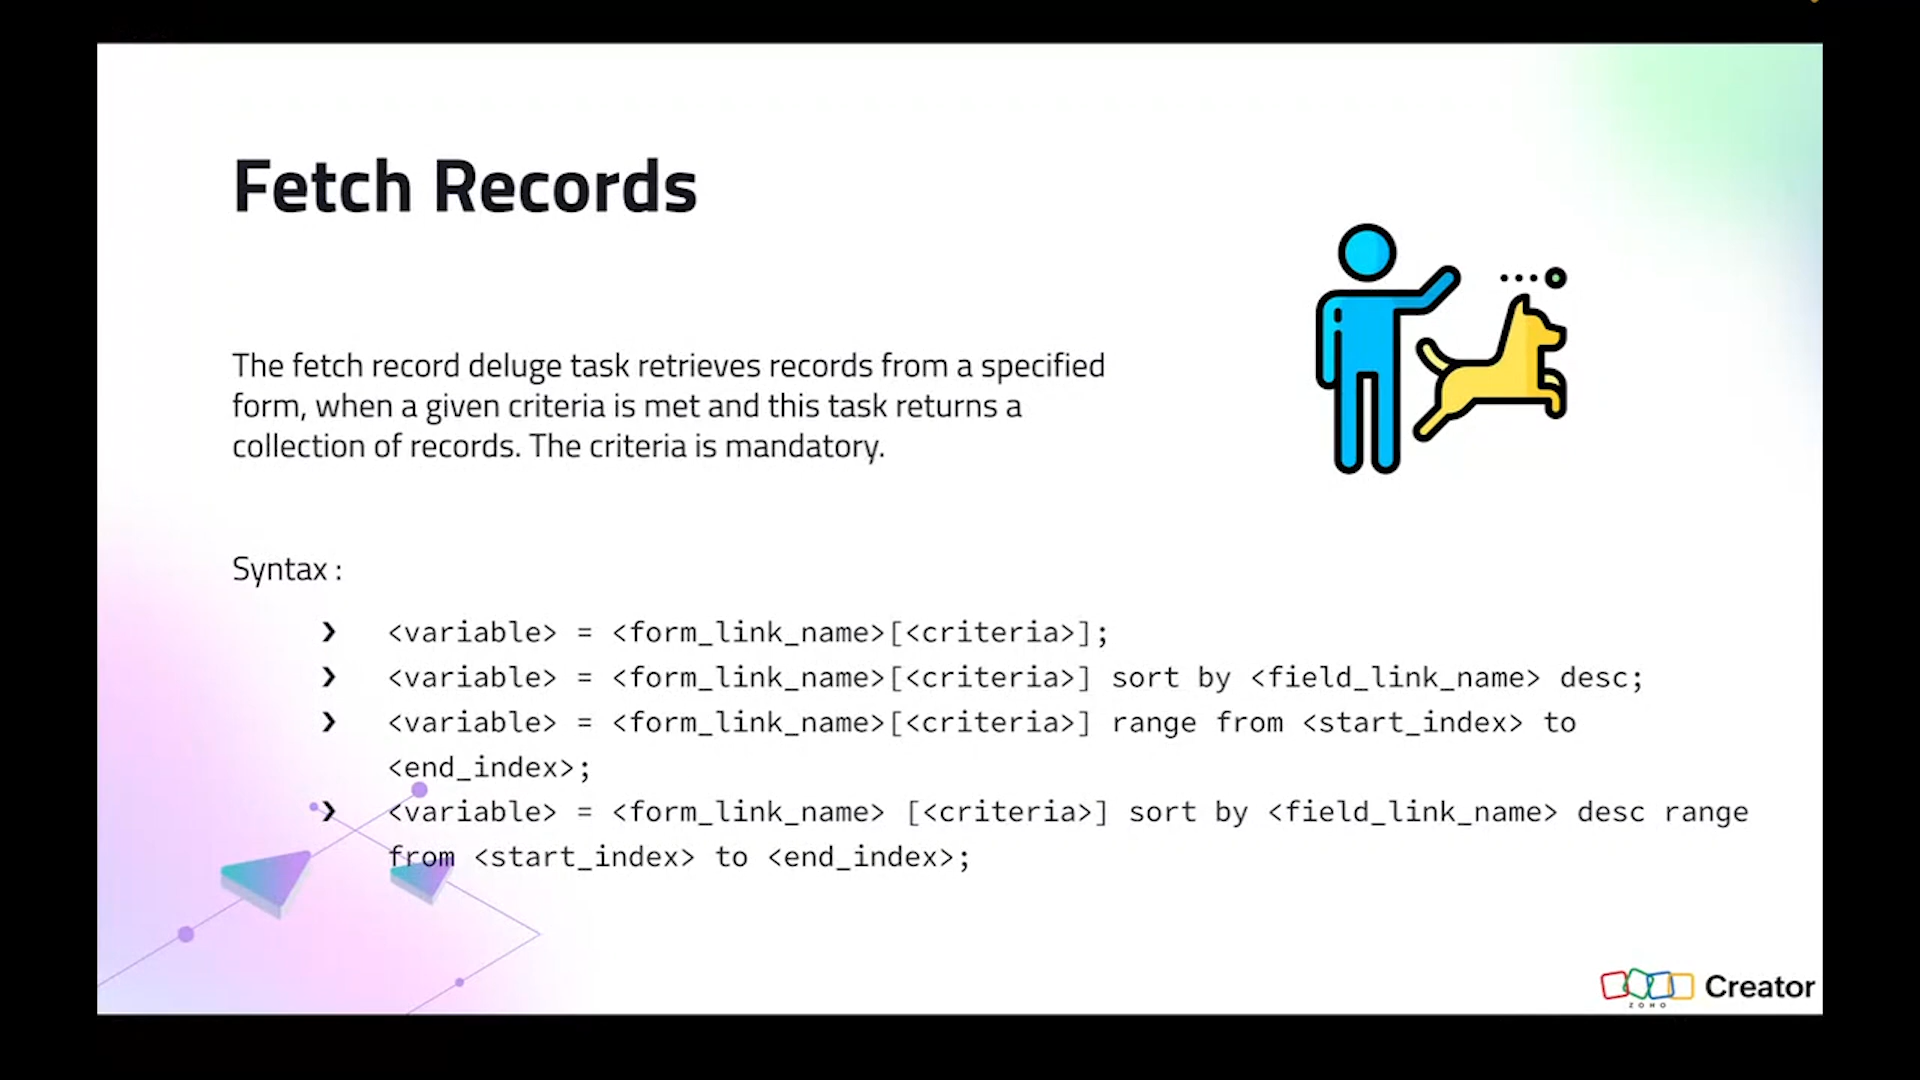 Fetch Records
The fetch record deluge task retrieves records from a specified
form, when a given criteria is met and this task returns a
collection of records. The criteria is mandatory.
Syntax :
❯ <variable> = <form_link_name>[<criteria>];
❯ <variable> = <form_link_name>[<criteria>] sort by <field_link_name> desc;
❯ <variable> = <form_link_name>[<criteria>] range from <start_index> to
<end_index>;
❯ <variable> = <form_link_name> [<criteria>] sort by <field_link_name> desc range
from <start_index> to <end_index>;
ZOHO Creator